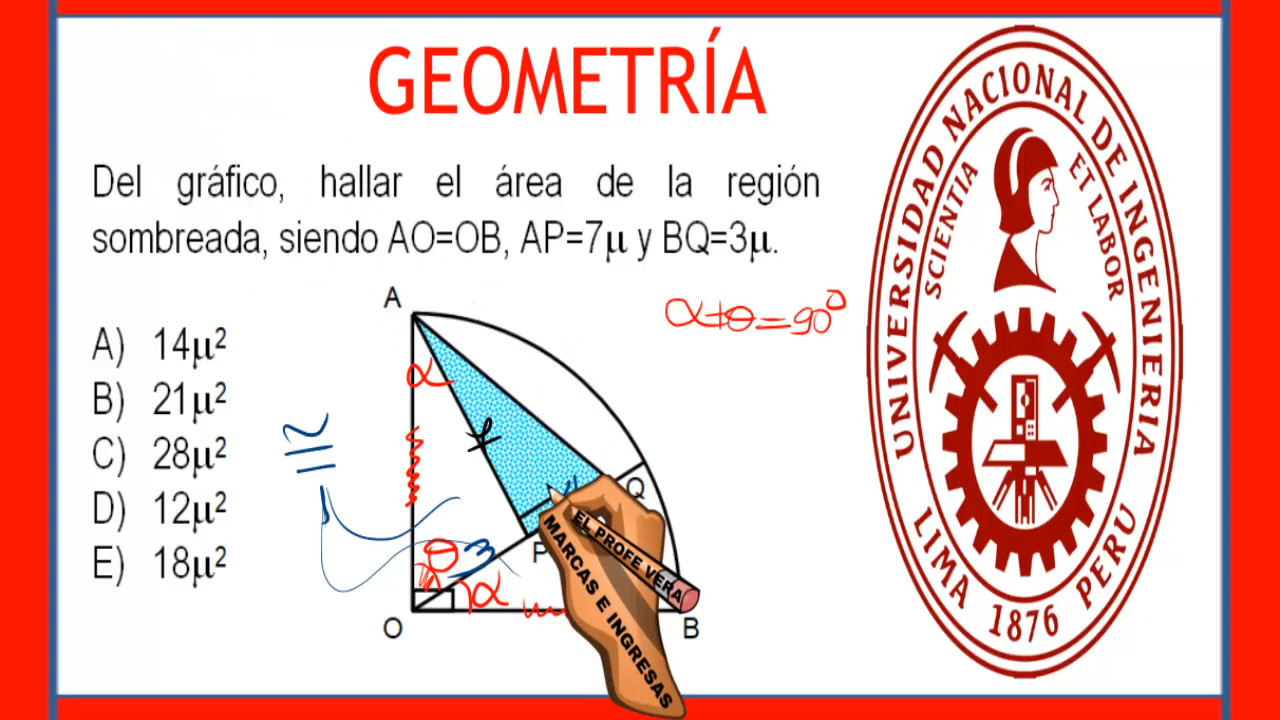 GEOMETRÍA
Del gráfico, hallar el área de la región
sombreada, siendo AO=OB, AP=7μ y BQ=3μ.
A) 14μ²
B) 21μ²
C) 28μ²
D) 12μ²
E) 18μ²
A
α+θ=90°
α
Q
P
θ
3
α
O
B
EL PROFE VERA
MARCAS E INGRESAS
UNIVERSIDAD NACIONAL DE INGENIERIA
SCIENTIA ET LABOR
LIMA 1876 PERU